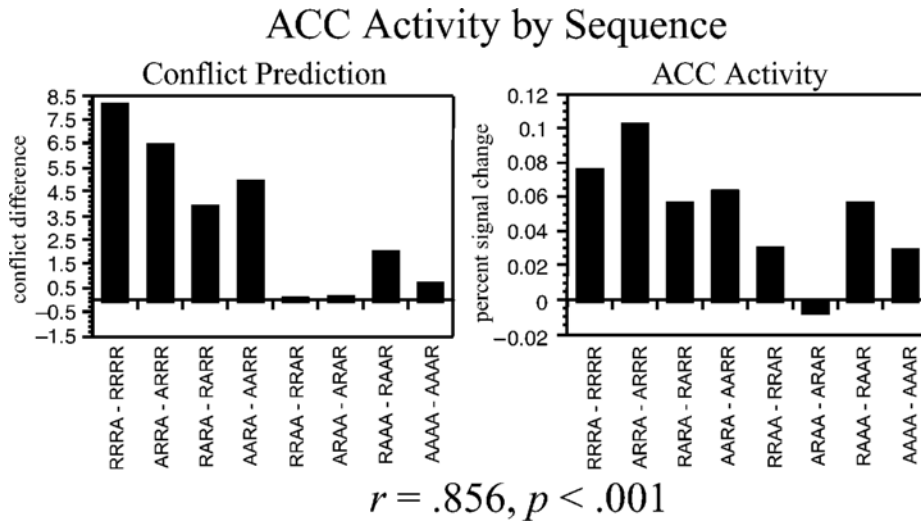 ACC Activity by Sequence
Conflict Prediction
conflict difference
8.5
7.5
6.5
5.5
4.5
3.5
2.5
1.5
0.5
−0.5
−1.5
RRRA - RRRR
ARRA - ARRR
RARA - RARR
AARA - AARR
RRAA - RRAR
ARAA - ARAR
RAAA - RAAR
AAAA - AAAR
ACC Activity
percent signal change
0.12
0.1
0.08
0.06
0.04
0.02
0
−0.02
RRRA - RRRR
ARRA - ARRR
RARA - RARR
AARA - AARR
RRAA - RRAR
ARAA - ARAR
RAAA - RAAR
AAAA - AAAR
r = .856, p < .001